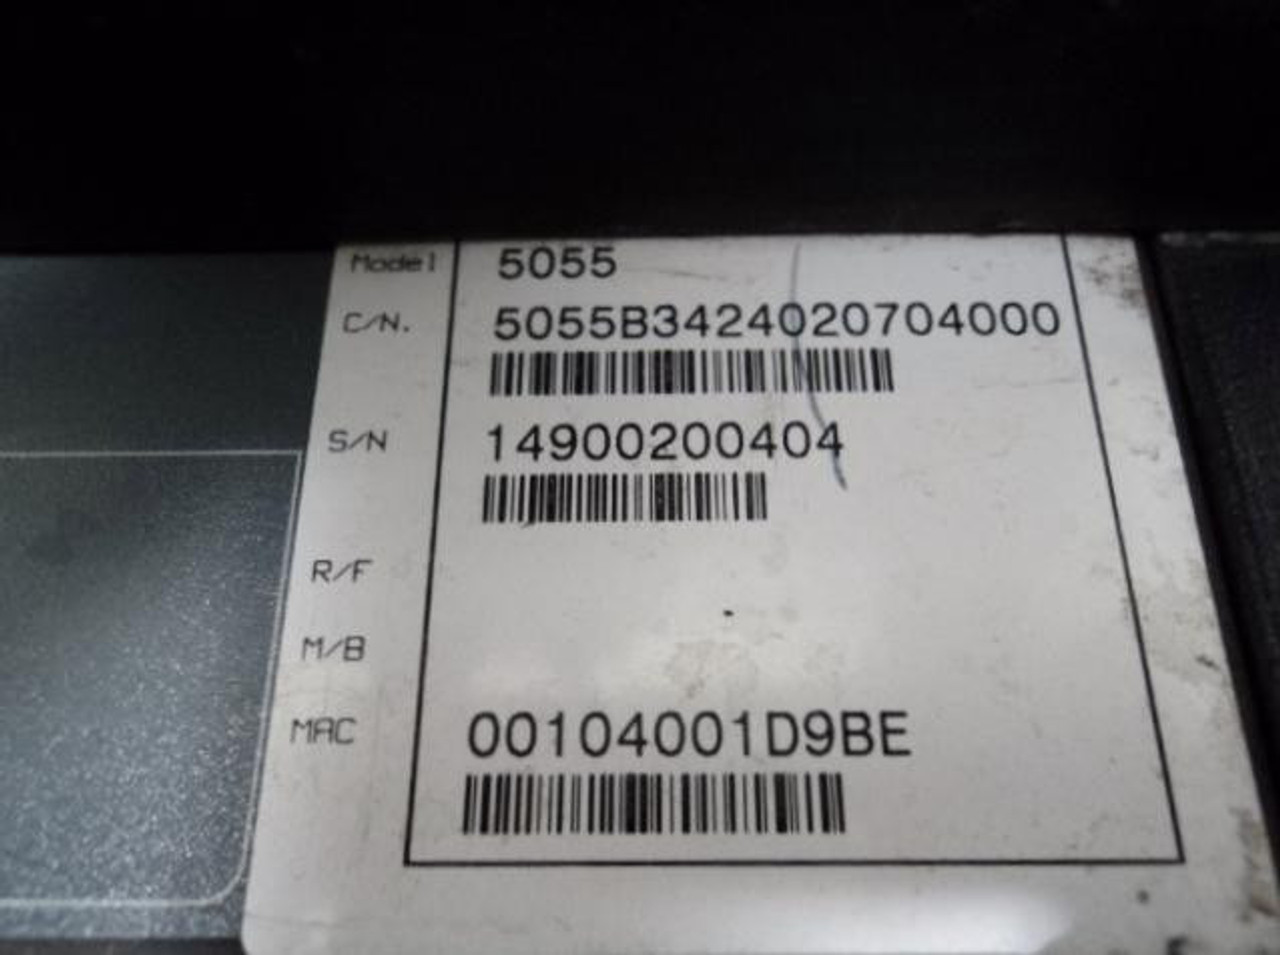 Model 5055
C/N. 5055B3424020704000
S/N 14900200404
R/F
M/B
MAC 00104001D9BE